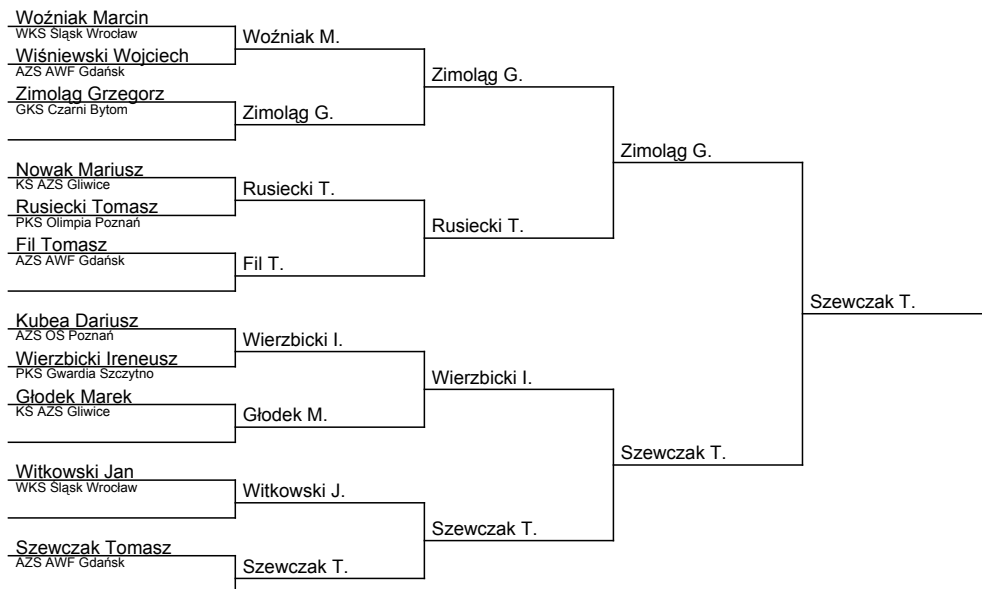 Woźniak Marcin
WKS Śląsk Wrocław
Woźniak M.
Wiśniewski Wojciech
AZS AWF Gdańsk
Zimoląg G.
Zimoląg Grzegorz
GKS Czarni Bytom
Zimoląg G.
Zimoląg G.
Nowak Mariusz
KS AZS Gliwice
Rusiecki T.
Rusiecki Tomasz
PKS Olimpia Poznań
Rusiecki T.
Fil Tomasz
AZS AWF Gdańsk
Fil T.
Szewczak T.
Kubea Dariusz
AZS OŚ Poznań
Wierzbicki I.
Wierzbicki Ireneusz
PKS Gwardia Szczytno
Wierzbicki I.
Głodek Marek
KS AZS Gliwice
Głodek M.
Szewczak T.
Witkowski Jan
WKS Śląsk Wrocław
Witkowski J.
Szewczak T.
Szewczak Tomasz
AZS AWF Gdańsk
Szewczak T.